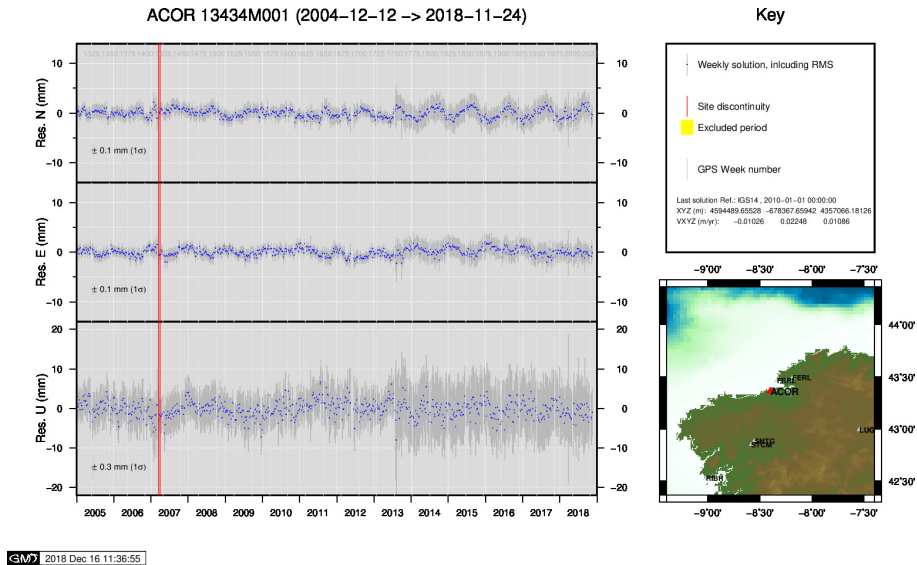 ACOR 13434M001 (2004−12−12 −> 2018−11−24)
Key
Res. N (mm)
10
0
−10
10
0
−10
± 0.1 mm (1σ)
Res. E (mm)
10
0
−10
10
0
−10
± 0.1 mm (1σ)
Res. U (mm)
20
10
0
−10
−20
20
10
0
−10
−20
± 0.3 mm (1σ)
2005 2006 2007 2008 2009 2010 2011 2012 2013 2014 2015 2016 2017 2018
Weekly solution, inlcuding RMS
Site discontinuity
Excluded period
GPS Week number
Last solution Ref.: IGS14 , 2010−01−01 00:00:00
XYZ (m): 4594489.65528 −678367.65942 4357066.18126
VXYZ (m/yr): −0.01026 0.02248 0.01086
−9˚00' −8˚30' −8˚00' −7˚30'
44˚00'
43˚30'
43˚00'
42˚30'
FERL
ACOR
LUG
SNTG
STCM
RIBR
−9˚00' −8˚30' −8˚00' −7˚30'
GMT 2018 Dec 16 11:36:55